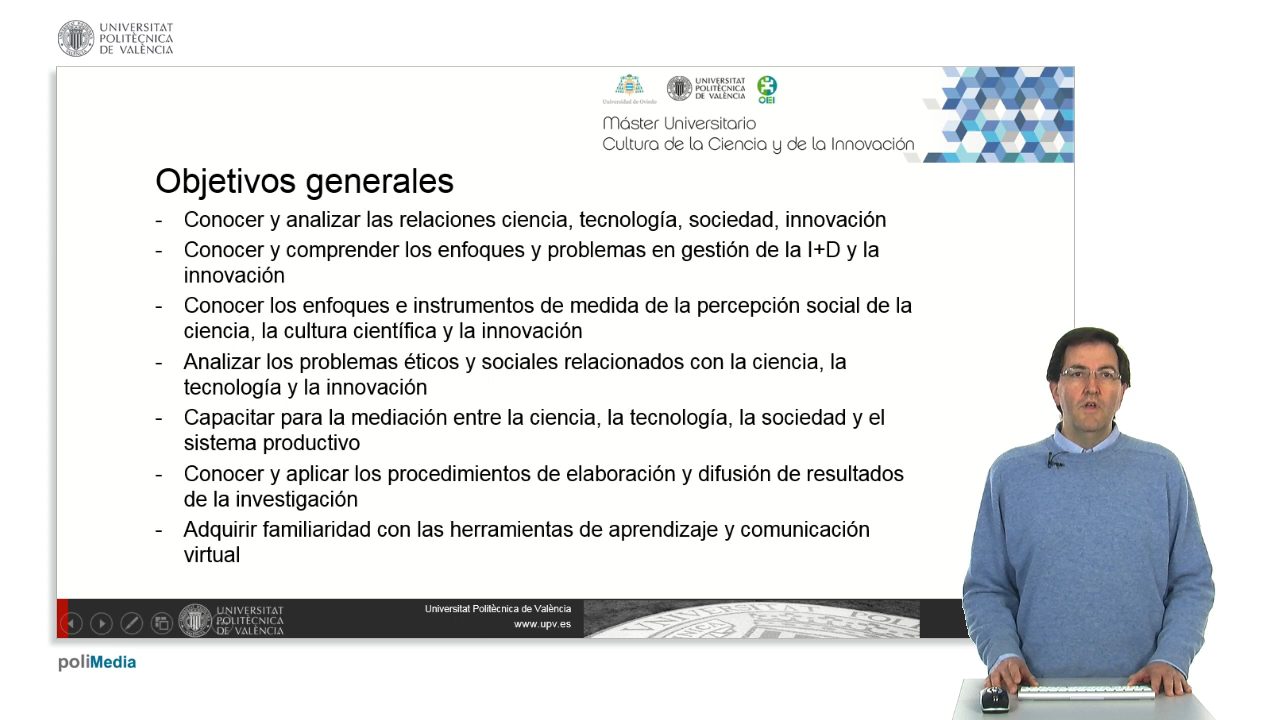 UNIVERSITAT
POLITÈCNICA
DE VALÈNCIA
Universidad de Oviedo
UNIVERSITAT
POLITÈCNICA
DE VALÈNCIA
OEI
Máster Universitario
Cultura de la Ciencia y de la Innovación
Objetivos generales
- Conocer y analizar las relaciones ciencia, tecnología, sociedad, innovación
- Conocer y comprender los enfoques y problemas en gestión de la I+D y la
innovación
- Conocer los enfoques e instrumentos de medida de la percepción social de la
ciencia, la cultura científica y la innovación
- Analizar los problemas éticos y sociales relacionados con la ciencia, la
tecnología y la innovación
- Capacitar para la mediación entre la ciencia, la tecnología, la sociedad y el
sistema productivo
- Conocer y aplicar los procedimientos de elaboración y difusión de resultados
de la investigación
- Adquirir familiaridad con las herramientas de aprendizaje y comunicación
virtual
UNIVERSITAT
POLITÈCNICA
DE VALÈNCIA
Universitat Politècnica de València
www.upv.es
UNIVERSITAT POL
poliMedia